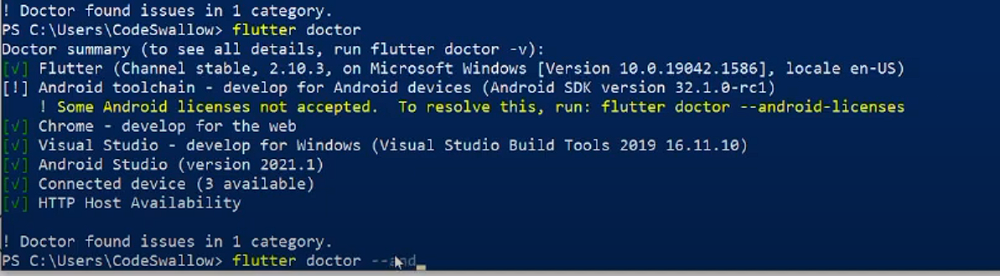 ! Doctor found issues in 1 category.
PS C:\Users\CodeSwallow> flutter doctor
Doctor summary (to see all details, run flutter doctor -v):
[√] Flutter (Channel stable, 2.10.3, on Microsoft Windows [Version 10.0.19042.1586], locale en-US)
[!] Android toolchain - develop for Android devices (Android SDK version 32.1.0-rc1)
    ! Some Android licenses not accepted.  To resolve this, run: flutter doctor --android-licenses
[√] Chrome - develop for the web
[√] Visual Studio - develop for Windows (Visual Studio Build Tools 2019 16.11.10)
[√] Android Studio (version 2021.1)
[√] Connected device (3 available)
[√] HTTP Host Availability
! Doctor found issues in 1 category.
PS C:\Users\CodeSwallow> flutter doctor --and_